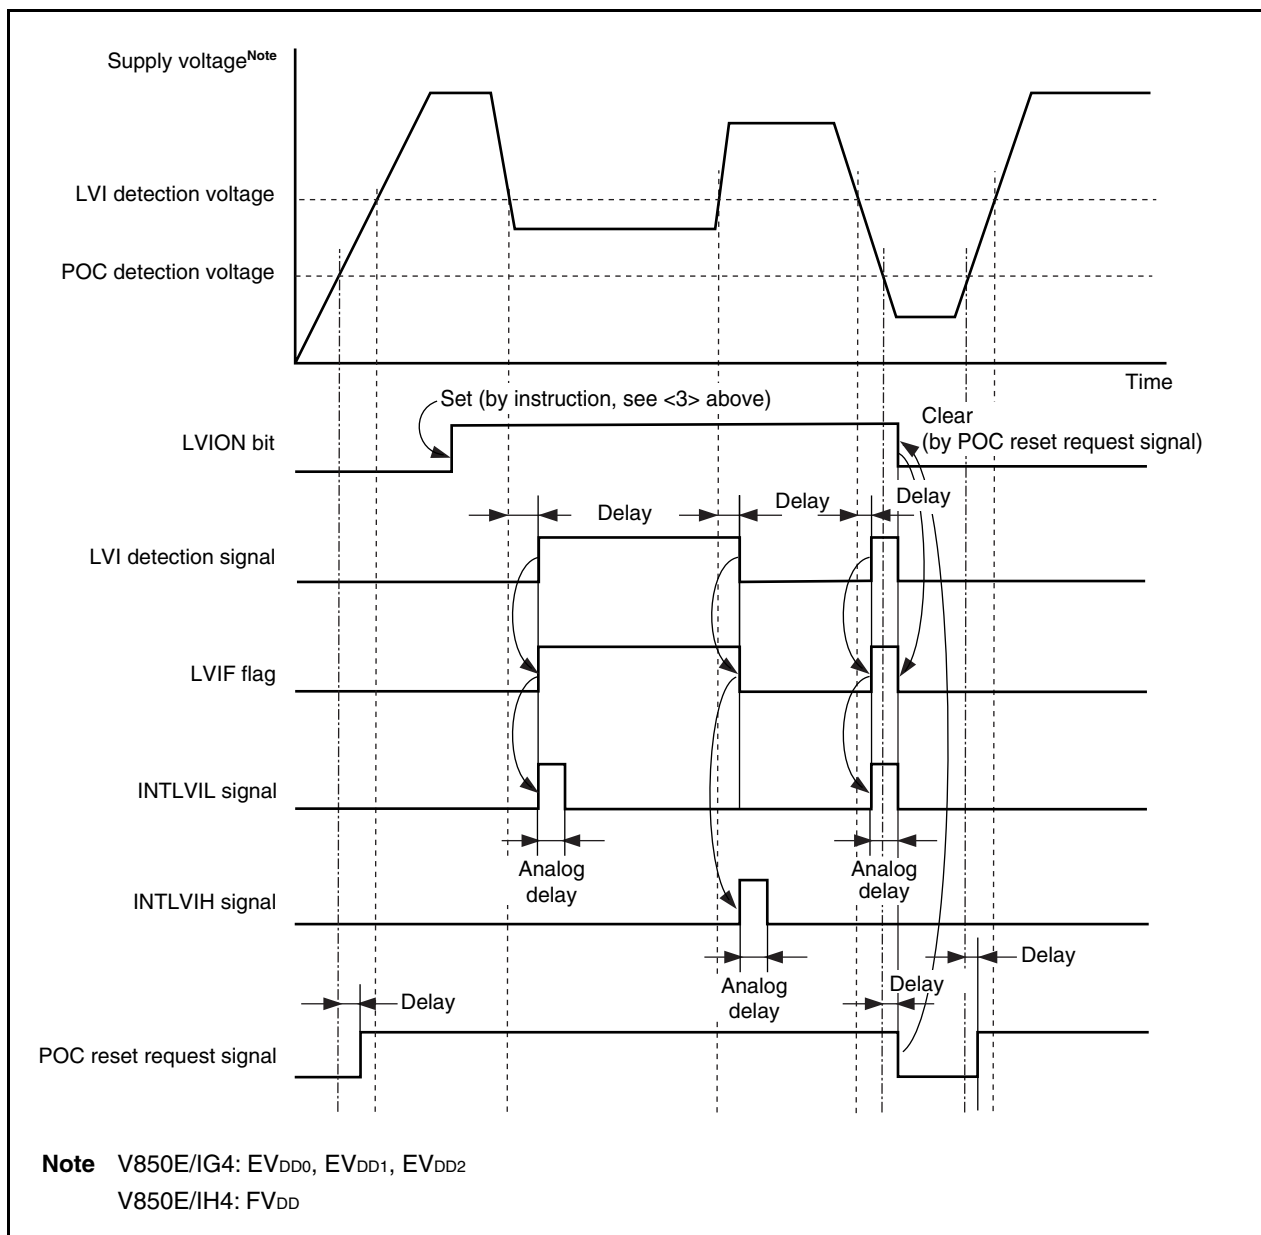 Supply voltageNote
LVI detection voltage
POC detection voltage
Time
Set (by instruction, see <3> above)
Clear
(by POC reset request signal)
LVION bit
Delay
Delay
Delay
LVI detection signal
LVIF flag
INTLVIL signal
Analog
delay
Analog
delay
INTLVIH signal
Analog
delay
Delay
Delay
Delay
POC reset request signal
Note V850E/IG4: EVDD0, EVDD1, EVDD2
V850E/IH4: FVDD